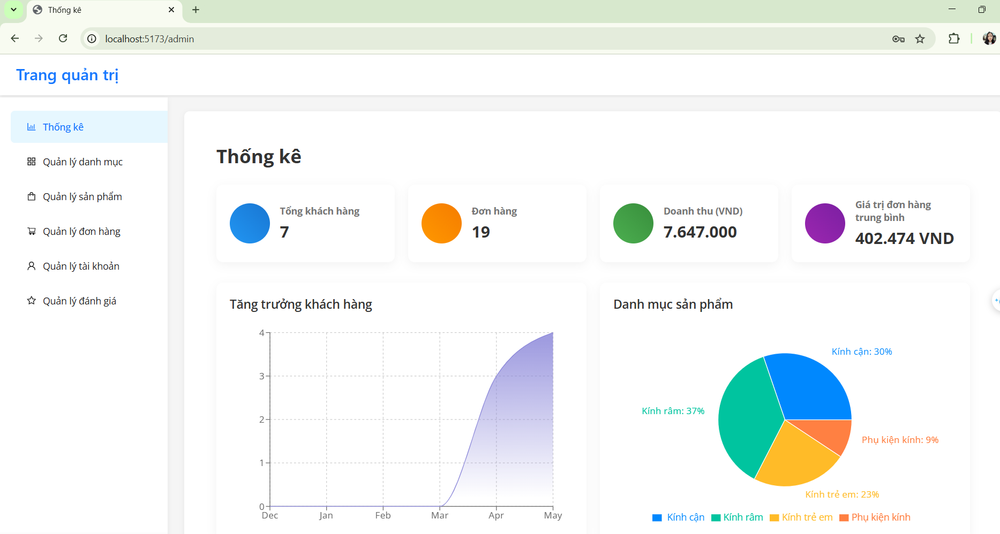 Thống kê
localhost:5173/admin
Trang quản trị
Thống kê
Quản lý danh mục
Quản lý sản phẩm
Quản lý đơn hàng
Quản lý tài khoản
Quản lý đánh giá
Thống kê
Tổng khách hàng
7
Đơn hàng
19
Doanh thu (VND)
7.647.000
Giá trị đơn hàng
trung bình
402.474 VND
Tăng trưởng khách hàng
4
3
2
1
0
Dec Jan Feb Mar Apr May
Danh mục sản phẩm
Kính cận: 30%
Kính râm: 37%
Phụ kiện kính: 9%
Kính trẻ em: 23%
Kính cận Kính râm Kính trẻ em Phụ kiện kính